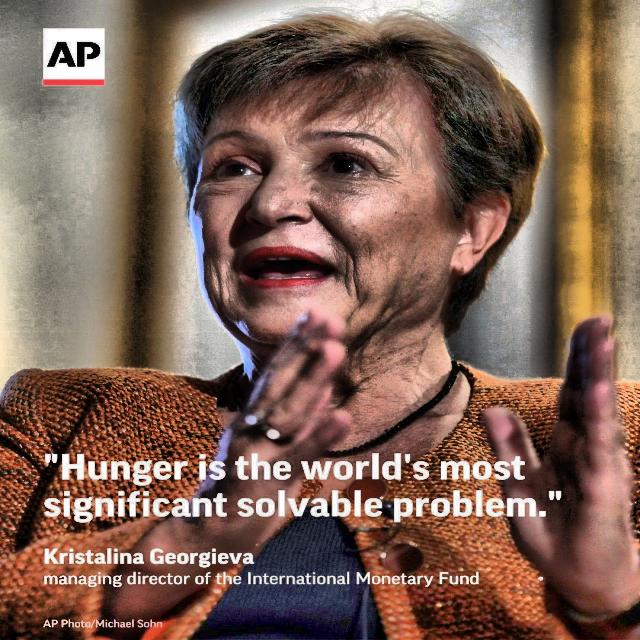 AP
"Hunger is the world's most
significant solvable problem."
Kristalina Georgieva
managing director of the International Monetary Fund
AP Photo/Michael Sohn